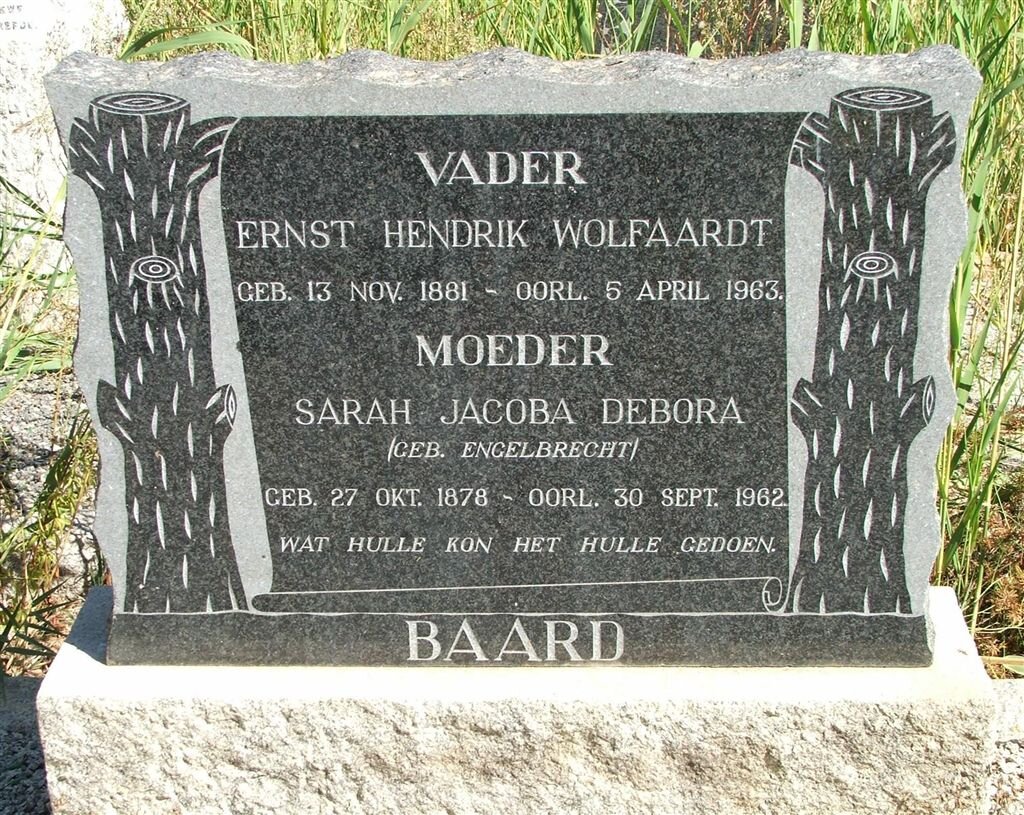 VADER
ERNST HENDRIK WOLFAARDT
GEB. 13 NOV. 1881 - OORL. 5 APRIL 1963.
MOEDER
SARAH JACOBA DEBORA
/GEB. ENGELBRECHT/
GEB. 27 OKT. 1878 - OORL. 30 SEPT. 1962.
WAT HULLE KON HET HULLE GEDOEN.
BAARD